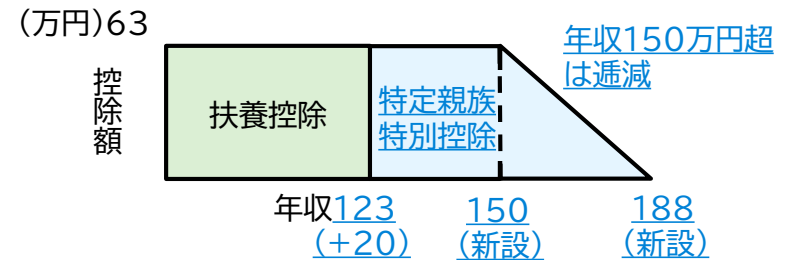 (万円)63
年収150万円超
は逓減
控除額
扶養控除
特定親族
特別控除
年収123
(+20)
150
(新設)
188
(新設)